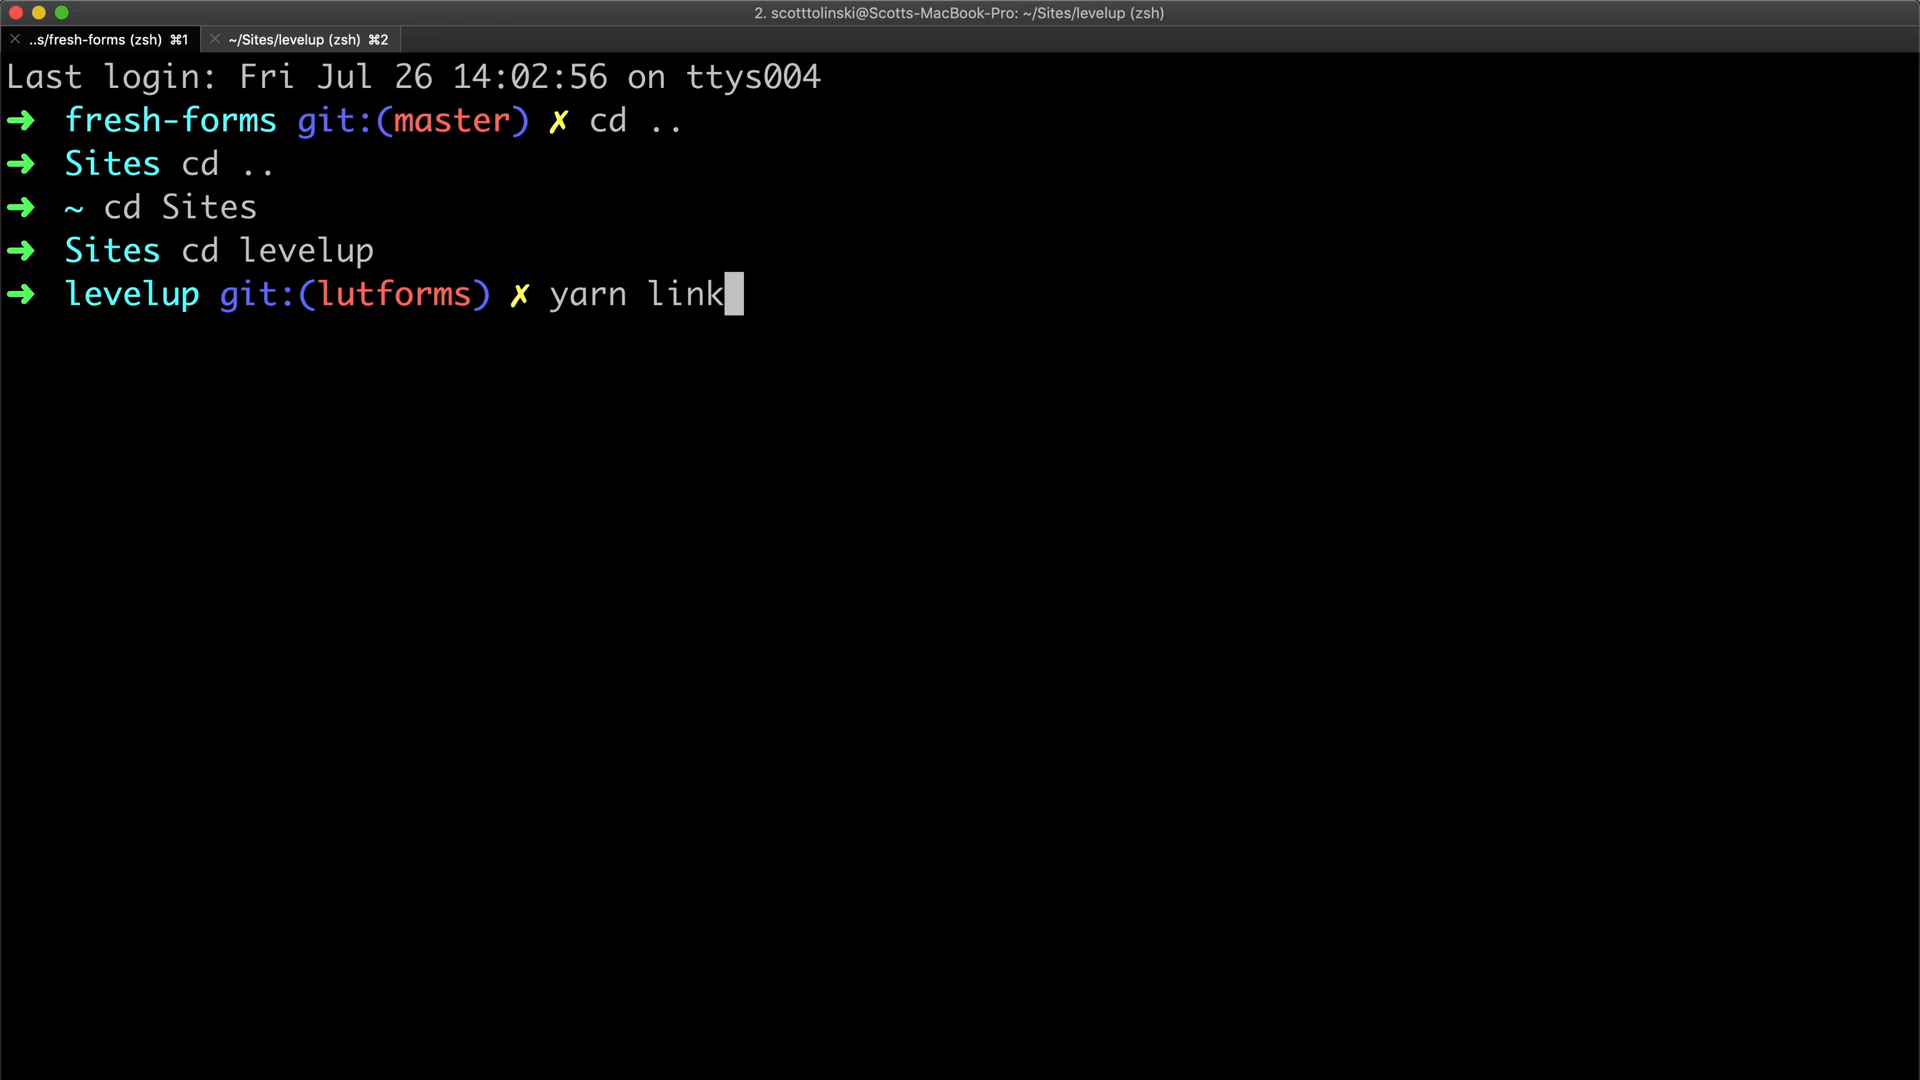 2. scotttolinski@Scotts-MacBook-Pro: ~/Sites/levelup (zsh)
..s/fresh-forms (zsh) ⌘1 ~/Sites/levelup (zsh) ⌘2
Last login: Fri Jul 26 14:02:56 on ttys004
➜ fresh-forms git:(master) ✗ cd ..
➜ Sites cd ..
➜ ~ cd Sites
➜ Sites cd levelup
➜ levelup git:(lutforms) ✗ yarn link